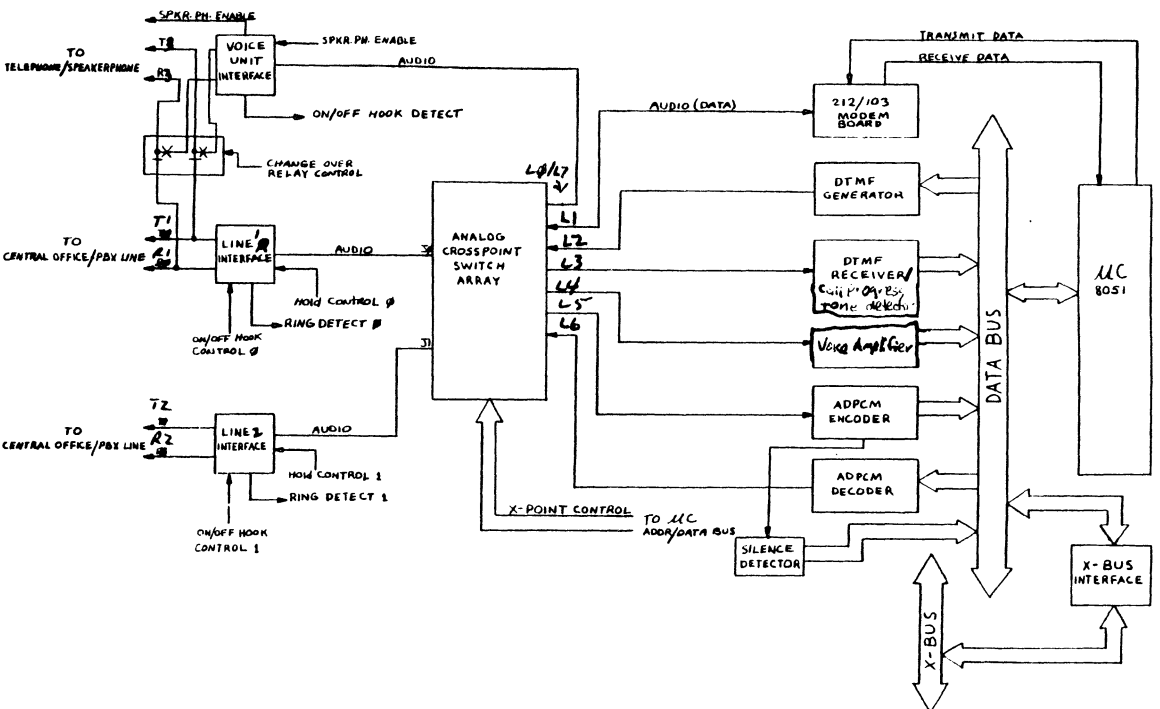 SPKR. PH. ENABLE
TO
TELEPHONE/SPEAKERPHONE
VOICE
UNIT
INTERFACE
SPKR. PH. ENABLE
AUDIO
ON/OFF HOOK DETECT
CHANGE OVER
RELAY CONTROL
TRANSMIT DATA
RECEIVE DATA
AUDIO (DATA)
212/103
MODEM
BOARD
DTMF
GENERATOR
DTMF
RECEIVER/
Call progress
tone detector
Voice Amplifier
ADPCM
ENCODER
ADPCM
DECODER
SILENCE
DETECTOR
L0/L7
L1
L2
L3
L4
L5
L6
ANALOG
CROSSPOINT
SWITCH
ARRAY
J0
J1
T1
R1
TO
CENTRAL OFFICE/PBX LINE
LINE 1
INTERFACE
AUDIO
HOLD CONTROL Ø
RING DETECT Ø
ON/OFF HOOK
CONTROL Ø
T2
R2
TO
CENTRAL OFFICE/PBX LINE
LINE 2
INTERFACE
AUDIO
HOLD CONTROL 1
RING DETECT 1
ON/OFF HOOK
CONTROL 1
X-POINT CONTROL
TO µC
ADDR/DATA BUS
DATA BUS
µC
8051
X-BUS
INTERFACE
X-BUS